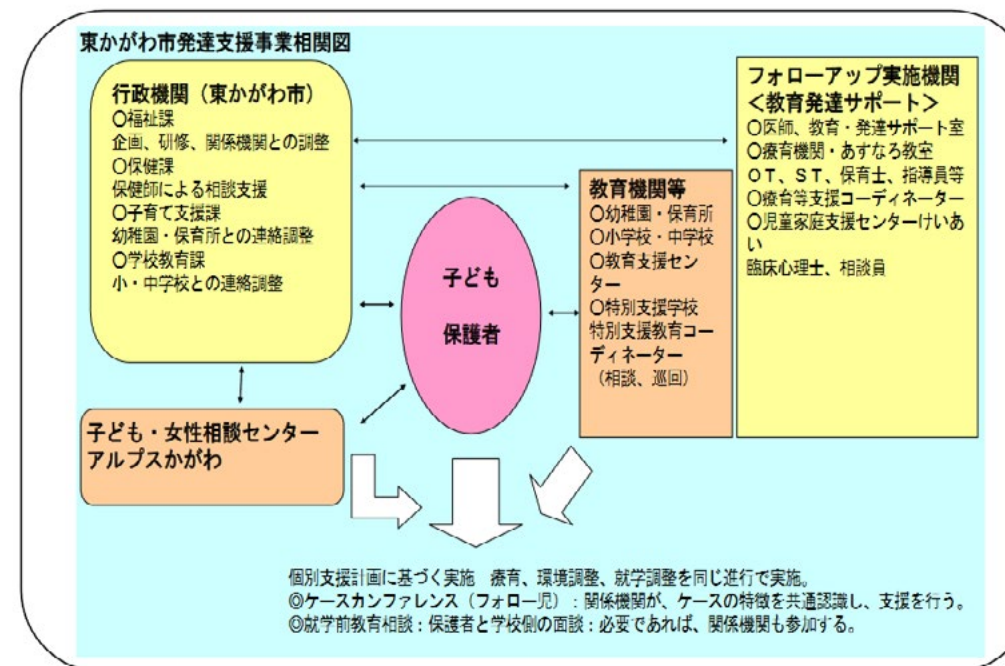 東かがわ市発達支援事業相関図
行政機関（東かがわ市）
○福祉課
企画、研修、関係機関との調整
○保健課
保健師による相談支援
○子育て支援課
幼稚園・保育所との連絡調整
○学校教育課
小・中学校との連絡調整
子ども・女性相談センター
アルプスかがわ
子ども
保護者
教育機関等
○幼稚園・保育所
○小学校・中学校
○教育支援セン
ター
○特別支援学校
特別支援教育コー
ディネーター
（相談、巡回）
フォローアップ実施機関
＜教育発達サポート＞
○医師、教育・発達サポート室
○療育機関・あすなろ教室
ＯＴ、ＳＴ、保育士、指導員等
○療育等支援コーディネーター
○児童家庭支援センターけいあ
い
臨床心理士、相談員
個別支援計画に基づく実施　療育、環境調整、就学調整を同じ進行で実施。
◎ケースカンファレンス（フォロー児）：関係機関が、ケースの特徴を共通認識し、支援を行う。
◎就学前教育相談：保護者と学校側の面談：必要であれば、関係機関も参加する。